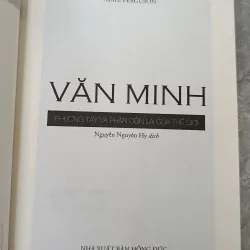 NIALL FERGUSON
VĂN MINH
PHƯƠNG TÂY VÀ PHẦN CÒN LẠI CỦA THẾ GIỚI
Nguyễn Nguyên Hy dịch
NHÀ XUẤT BẢN HỒNG ĐỨC